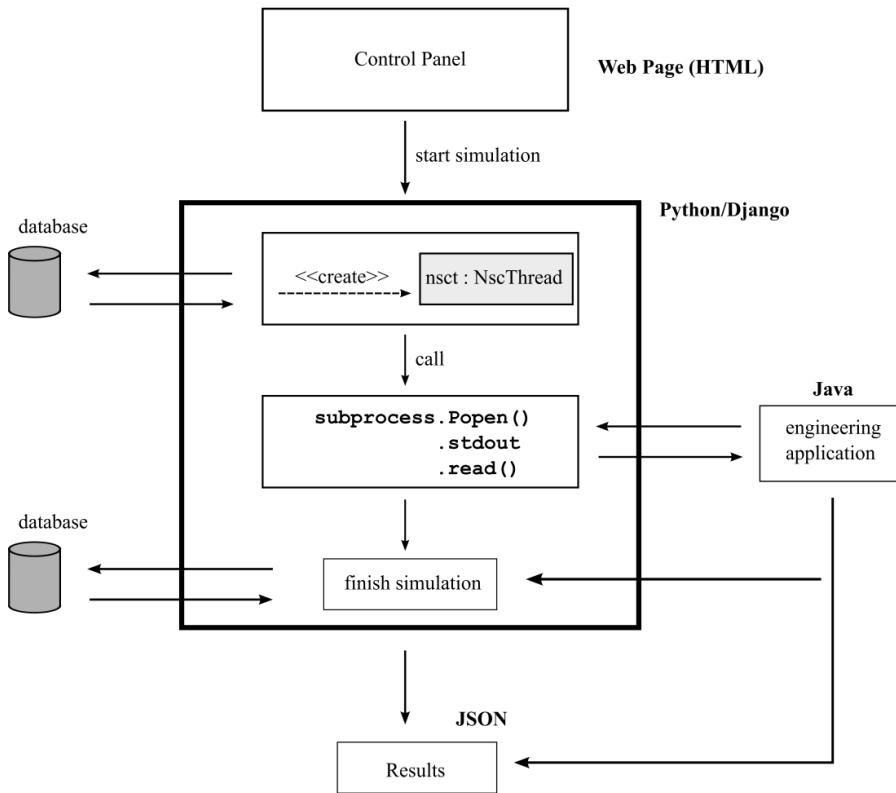 Control Panel
Web Page (HTML)
start simulation
Python/Django
database
<<create>>
nsct : NscThread
call
Java
subprocess.Popen()
.stdout
.read()
engineering
application
database
finish simulation
JSON
Results